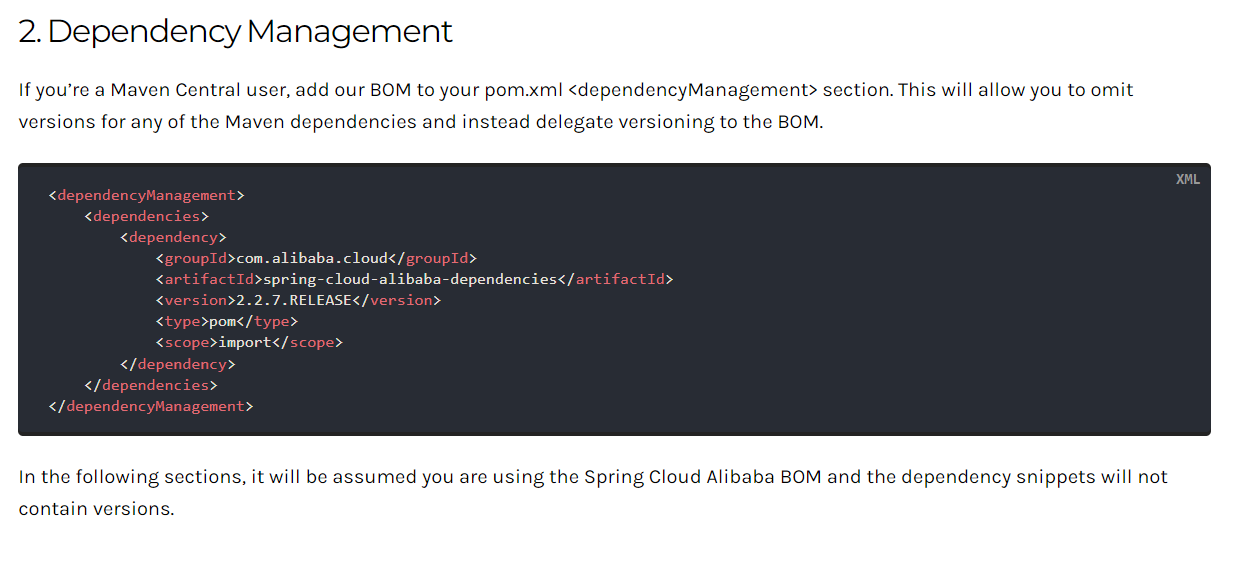 2. Dependency Management
If you’re a Maven Central user, add our BOM to your pom.xml <dependencyManagement> section. This will allow you to omit
versions for any of the Maven dependencies and instead delegate versioning to the BOM.
XML
<dependencyManagement>
    <dependencies>
        <dependency>
            <groupId>com.alibaba.cloud</groupId>
            <artifactId>spring-cloud-alibaba-dependencies</artifactId>
            <version>2.2.7.RELEASE</version>
            <type>pom</type>
            <scope>import</scope>
        </dependency>
    </dependencies>
</dependencyManagement>
In the following sections, it will be assumed you are using the Spring Cloud Alibaba BOM and the dependency snippets will not
contain versions.